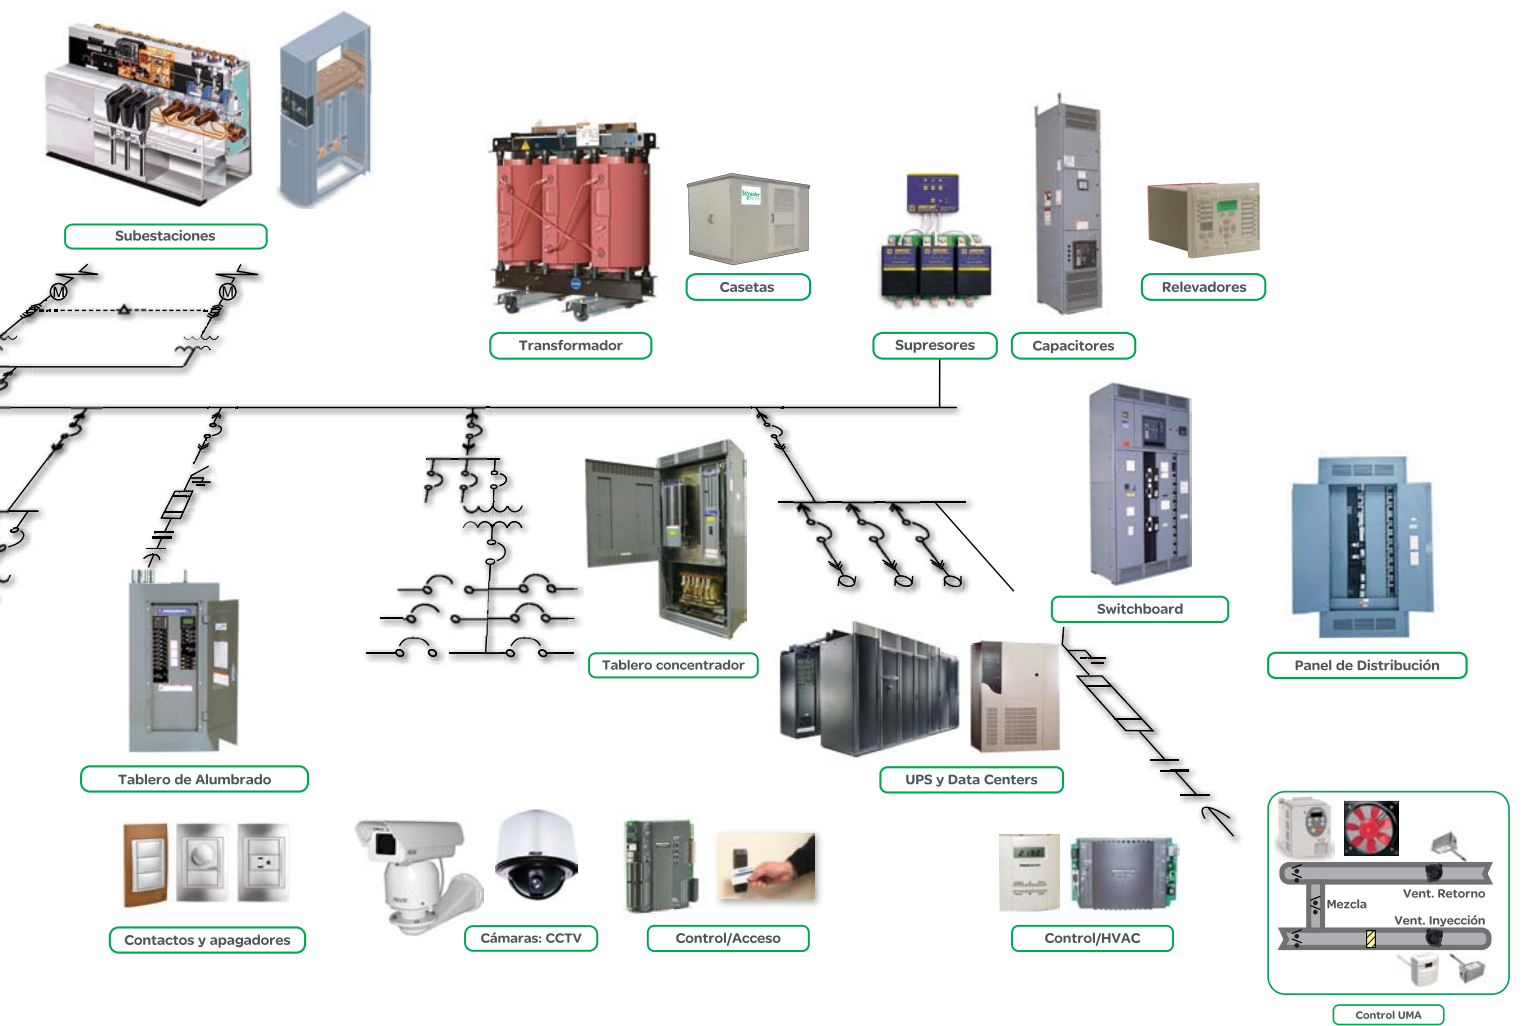 Subestaciones
M
M
Schneider
Casetas
Relevadores
Transformador
Supresores
Capacitores
Switchboard
Tablero concentrador
Panel de Distribución
Tablero de Alumbrado
UPS y Data Centers
Vent. Retorno
Mezcla
Vent. Inyección
Contactos y apagadores
Cámaras: CCTV
Control/Acceso
Control/HVAC
Control UMA